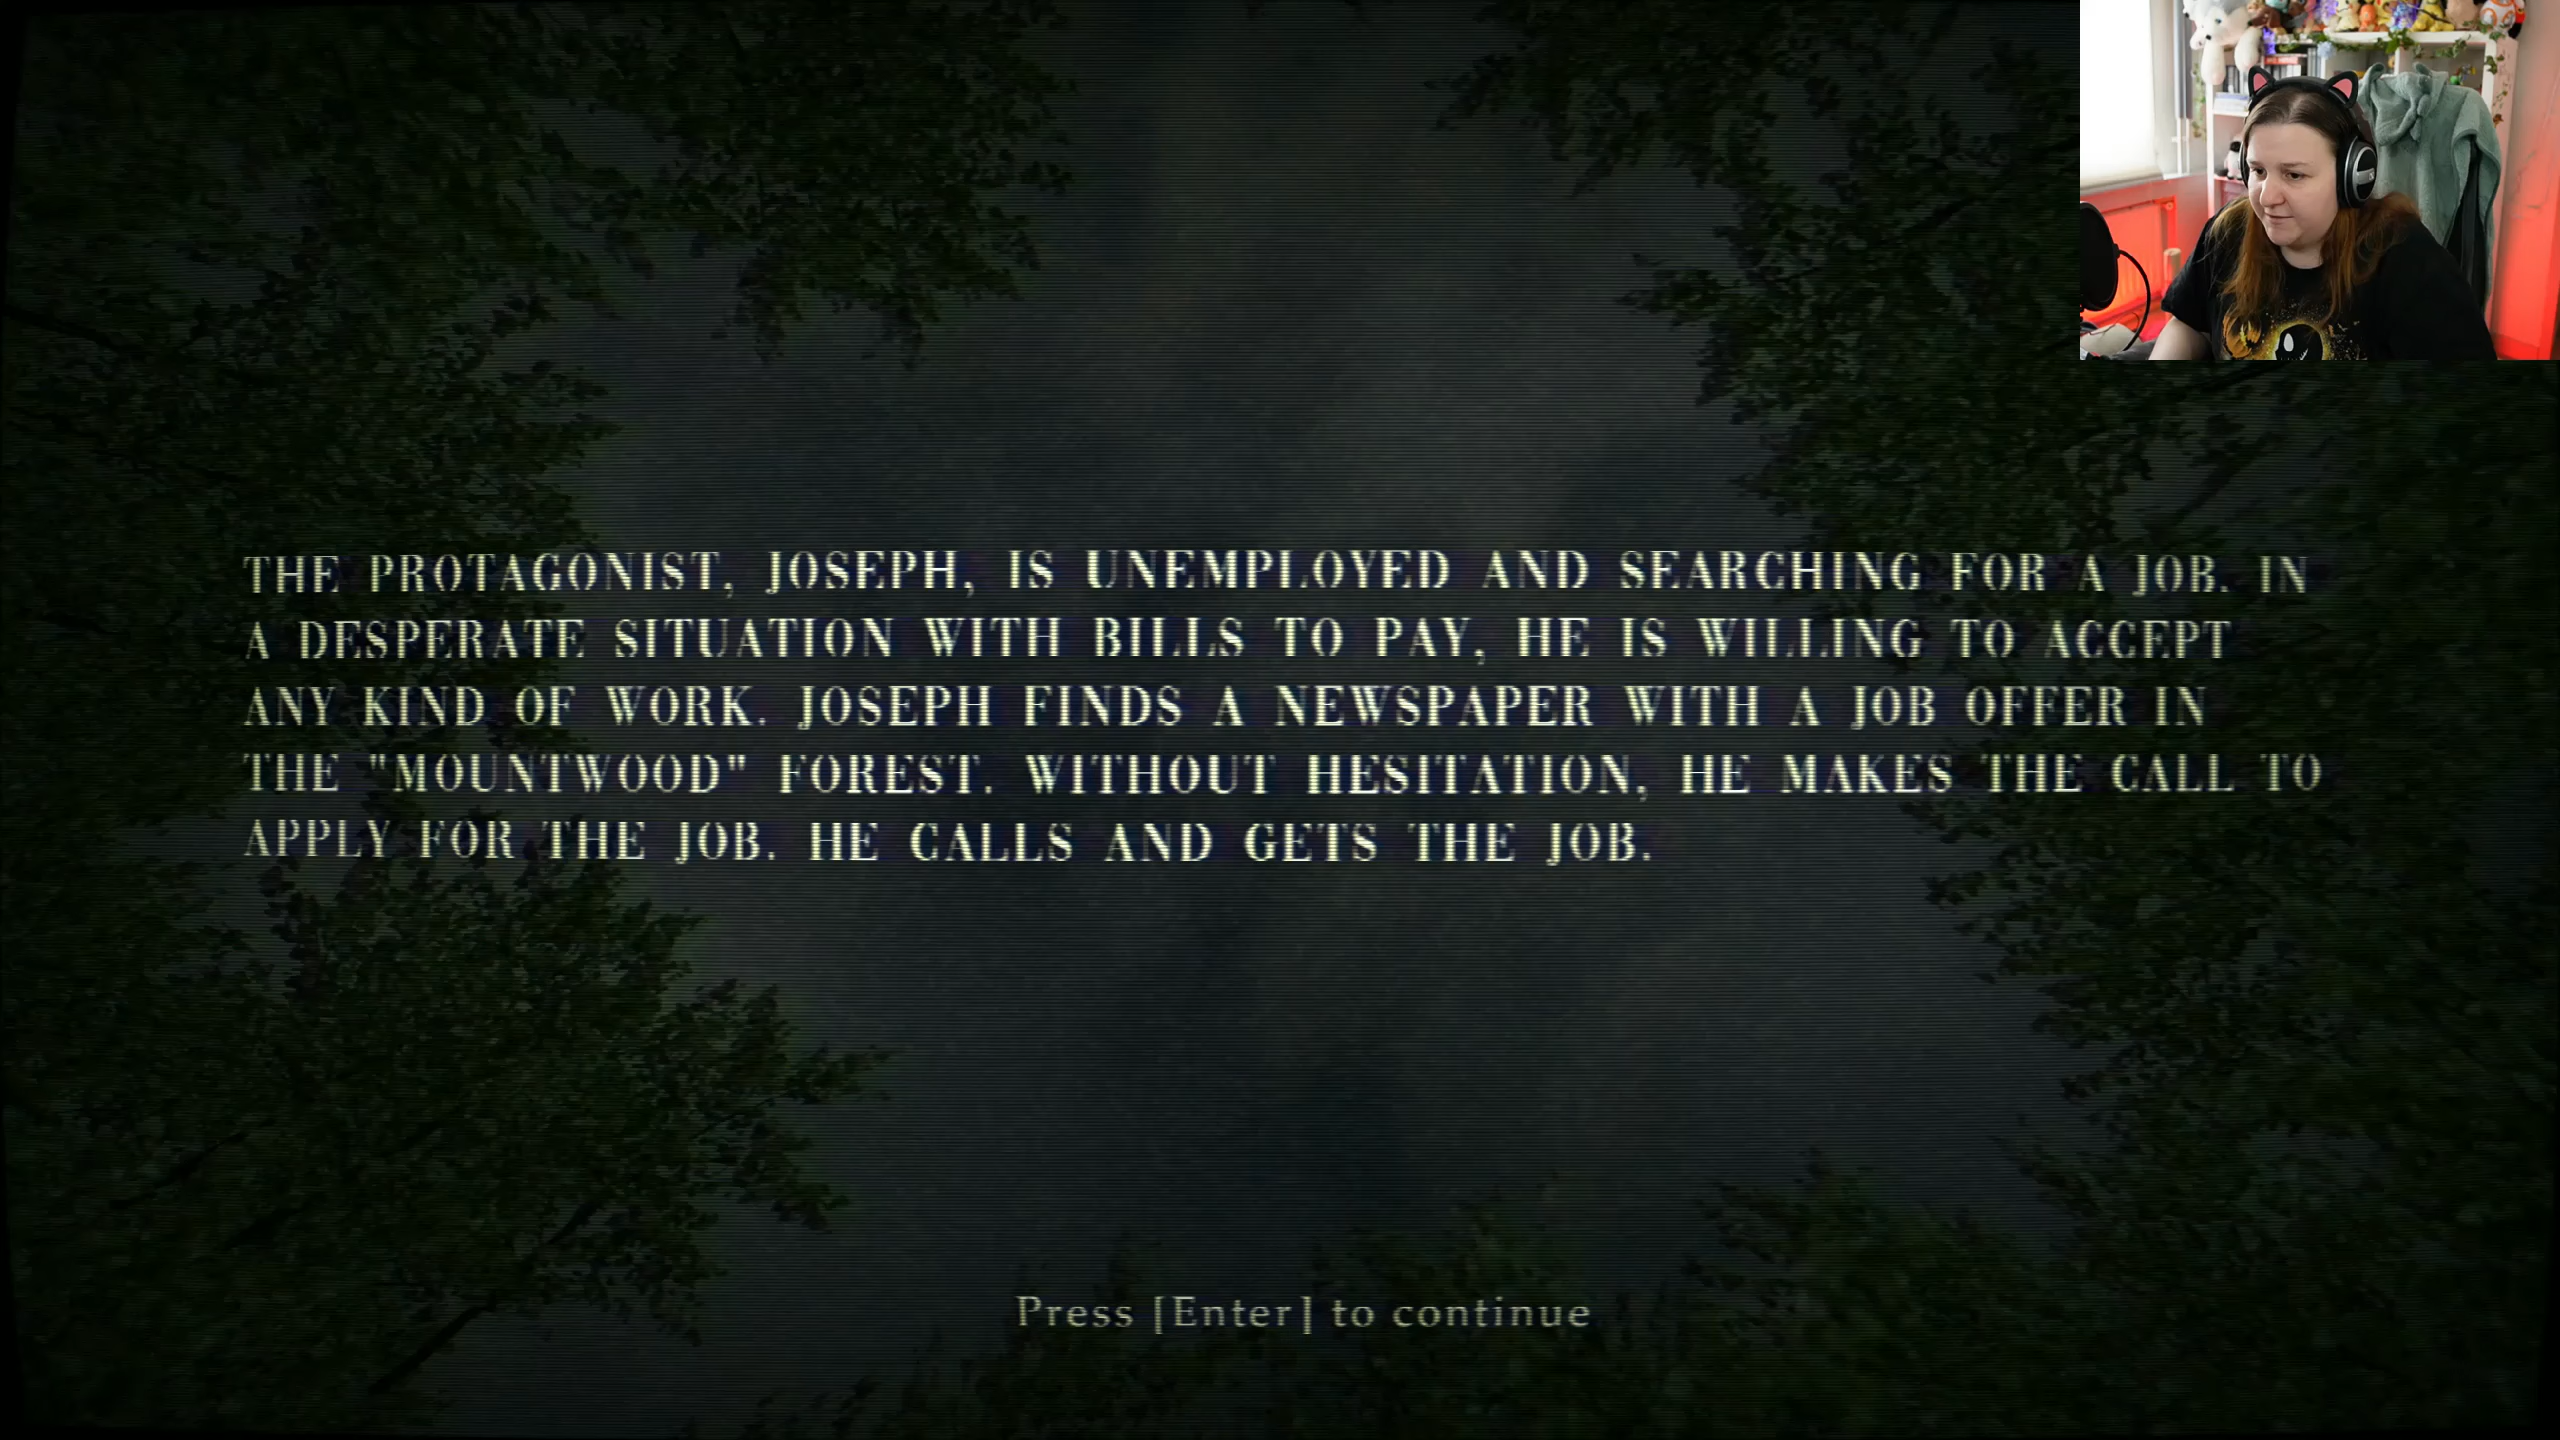 THE PROTAGONIST, JOSEPH, IS UNEMPLOYED AND SEARCHING FOR A JOB. IN
A DESPERATE SITUATION WITH BILLS TO PAY, HE IS WILLING TO ACCEPT
ANY KIND OF WORK. JOSEPH FINDS A NEWSPAPER WITH A JOB OFFER IN
THE "MOUNTWOOD" FOREST. WITHOUT HESITATION, HE MAKES THE CALL TO
APPLY FOR THE JOB. HE CALLS AND GETS THE JOB.
Press [Enter] to continue